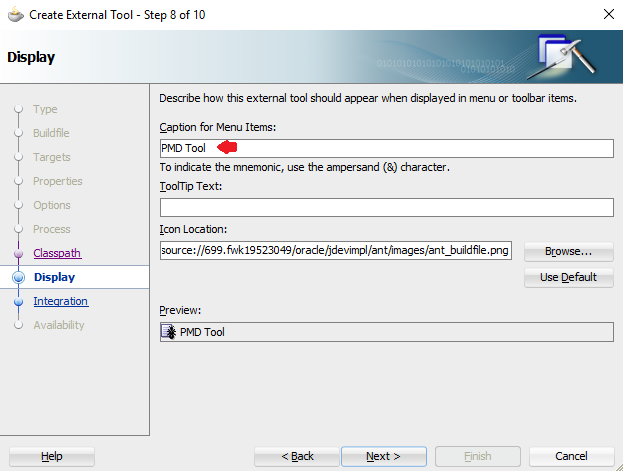 Create External Tool - Step 8 of 10
Display
010101010101010101010101
0101010101
Type
Buildfile
Targets
Properties
Options
Process
Classpath
Display
Integration
Availability
Describe how this external tool should appear when displayed in menu or toolbar items.
Caption for Menu Items:
PMD Tool
To indicate the mnemonic, use the ampersand (&) character.
ToolTip Text:
Icon Location:
source://699.fwk19523049/oracle/jdevimpl/ant/images/ant_buildfile.png
Browse...
Use Default
Preview:
PMD Tool
Help
< Back
Next >
Finish
Cancel